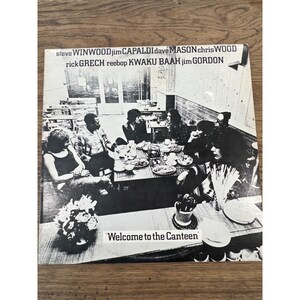 steve WINWOOD jim CAPALDI dave MASON chris WOOD
rick GRECH reebop KWAKU BAAH jim GORDON
Welcome to the Canteen